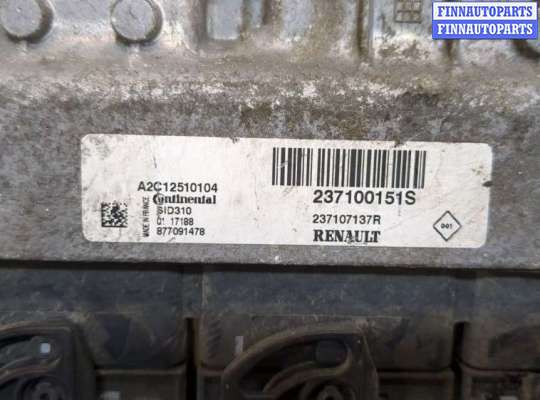 FINNAUTOPARTS
FINNAUTOPARTS
A2C12510104
Continental
SID310
01 17188
877091478
MADE IN FRANCE
237100151S
237107137R
RENAULT
001